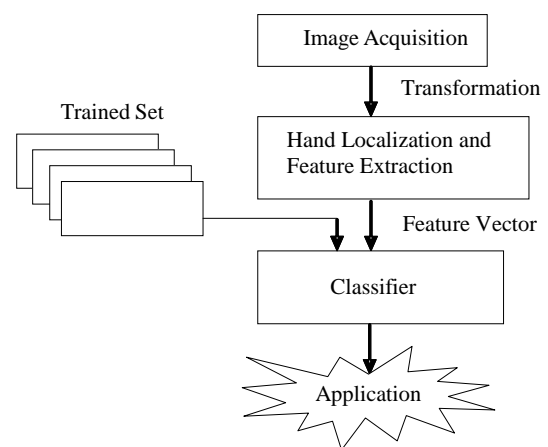 Image Acquisition
Transformation
Trained Set
Hand Localization and
Feature Extraction
Feature Vector
Classifier
Application